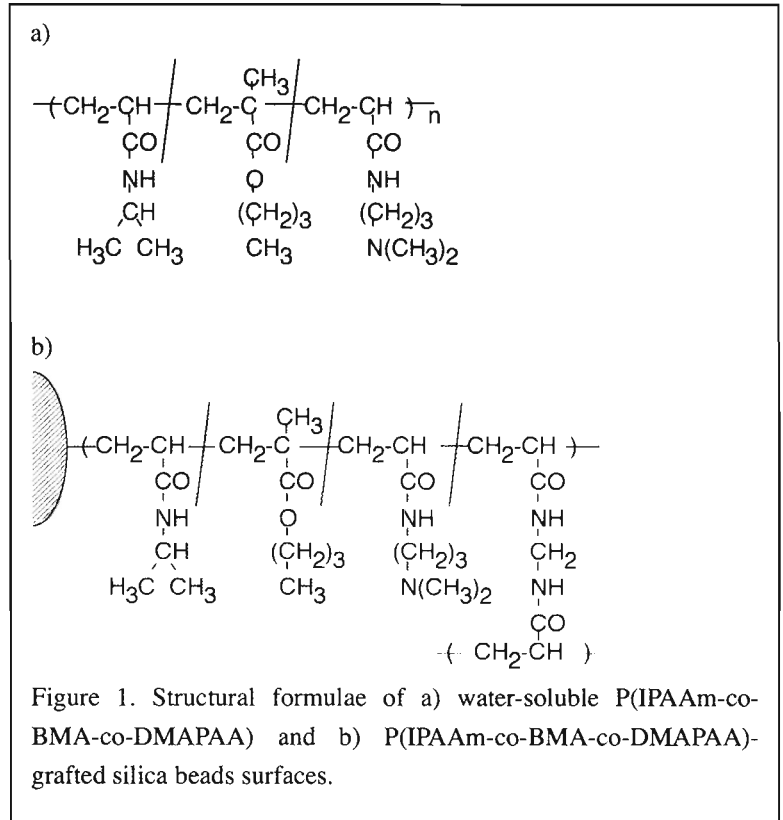 a)
CH3
-(CH2-CH-/-CH2-C-/-CH2-CH-)-n
CO CO CO
NH O NH
CH (CH2)3 (CH2)3
H3C CH3 CH3 N(CH3)2
b)
CH3
-(CH2-CH-/-CH2-C-/-CH2-CH-/-CH2-CH-)-
CO CO CO CO
NH O NH NH
CH (CH2)3 (CH2)3 CH2
H3C CH3 CH3 N(CH3)2 NH
CO
-( CH2-CH )-
Figure 1. Structural formulae of a) water-soluble P(IPAAm-co-
BMA-co-DMAPAA) and b) P(IPAAm-co-BMA-co-DMAPAA)-
grafted silica beads surfaces.